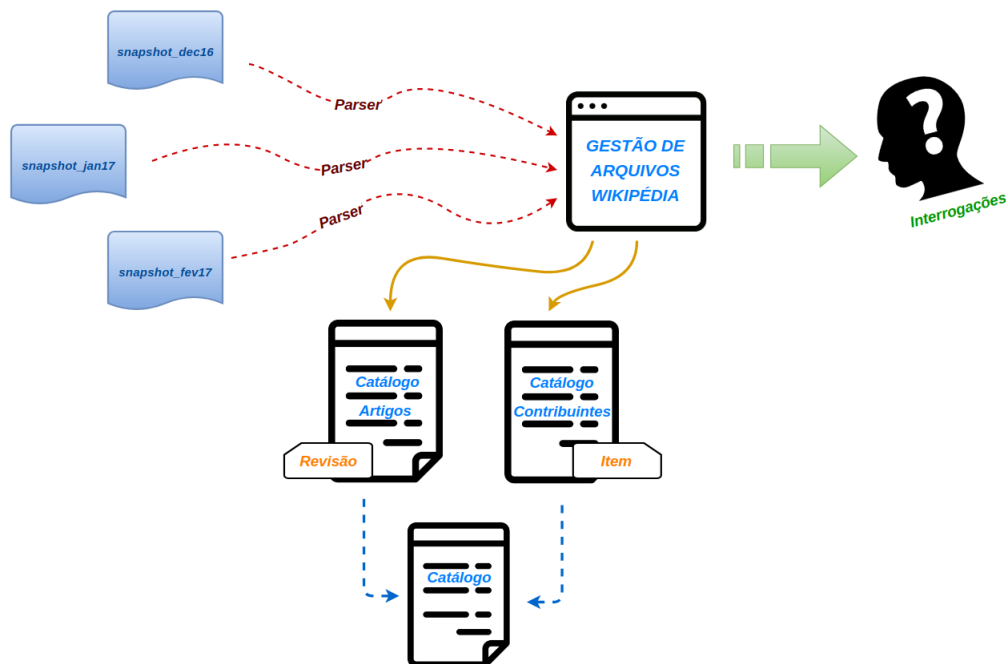 snapshot_dec16
Parser
snapshot_jan17
Parser
snapshot_fev17
Parser
GESTÃO DE
ARQUIVOS
WIKIPÉDIA
Interrogações
Catálogo
Artigos
Revisão
Catálogo
Contribuintes
Item
Catálogo